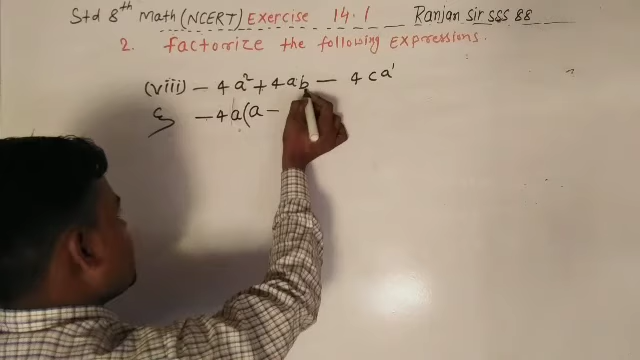 Std 8th Math (NCERT) Exercise 14.1 Ranjan sir sss 88
2. factorize the following expressions.
(viii) - 4a² + 4ab - 4ca
- 4a(a -